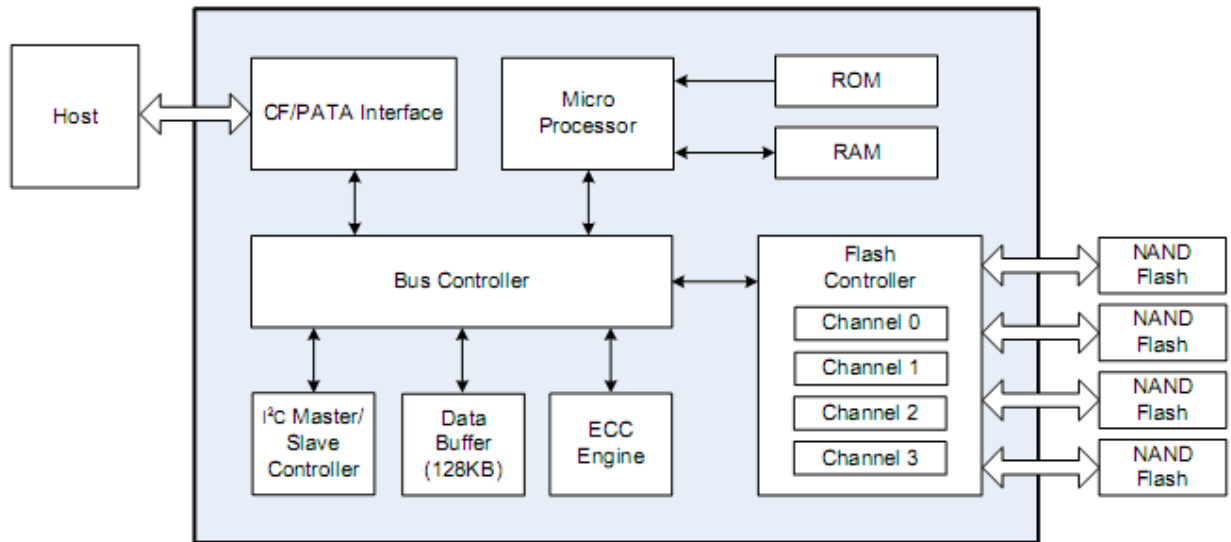 Host
CF/PATA Interface
Micro
Processor
ROM
RAM
Bus Controller
Flash
Controller
Channel 0
Channel 1
Channel 2
Channel 3
I²C Master/
Slave
Controller
Data
Buffer
(128KB)
ECC
Engine
NAND
Flash
NAND
Flash
NAND
Flash
NAND
Flash